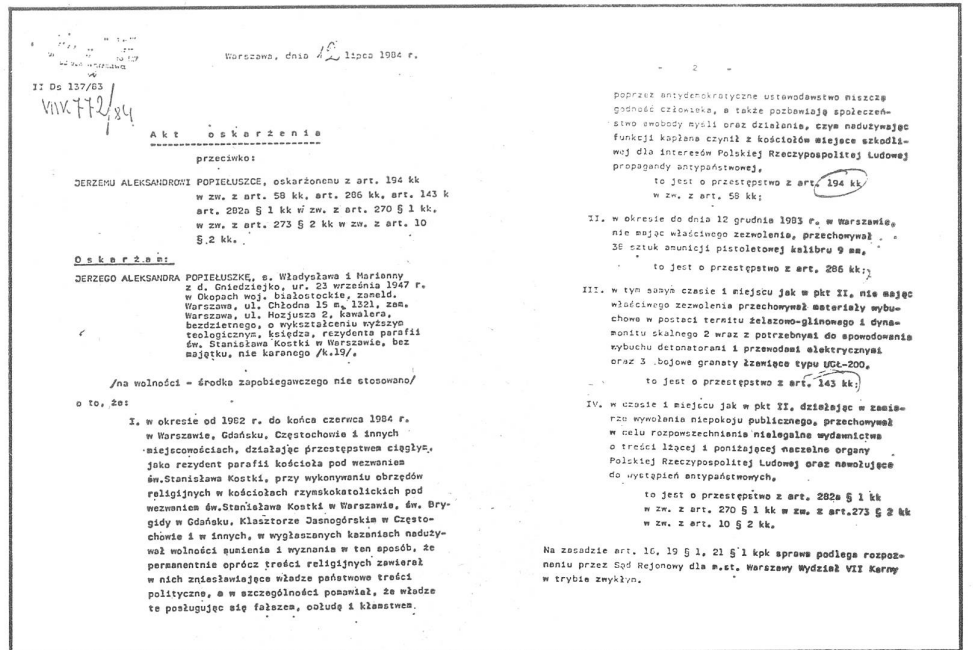 Warszawa, dnia 12 lipca 1984 r.
II Ds 137/83
VII K 772/84
Akt oskarżenia
przeciwko:
JERZEMU ALEKSANDROWI POPIEŁUSZCE, oskarżonemu z art. 194 kk
w zw. z art. 58 kk, art. 286 kk, art. 143 k
art. 282a § 1 kk w zw. z art. 270 § 1 kk,
w zw. z art. 273 § 2 kk w zw. z art. 10
§ 2 kk.
Oskarżam:
JERZEGO ALEKSANDRA POPIEŁUSZKĘ, s. Władysława i Marianny
z d. Gniedziejko, ur. 23 września 1947 r.
w Okopach woj. białostockie, zameld.
Warszawa, ul. Chłodna 15 m. 1321, zam.
Warszawa, ul. Hozjusza 2, kawalera,
bezdzietnego, o wykształceniu wyższym
teologicznym, księdza, rezydenta parafii
św. Stanisława Kostki w Warszawie, bez
majątku, nie karanego /k.19/.
/na wolności - środka zapobiegawczego nie stosowano/
o to, że:
I. w okresie od 1982 r. do końca czerwca 1984 r.
w Warszawie, Gdańsku, Częstochowie i innych
miejscowościach, działając przestępstwem ciągłym,
jako rezydent parafii kościoła pod wezwaniem
św.Stanisława Kostki, przy wykonywaniu obrzędów
religijnych w kościołach rzymskokatolickich pod
wezwaniem św.Stanisława Kostki w Warszawie, św. Bry-
gidy w Gdańsku, Klasztorze Jasnogórskim w Często-
chowie i w innych, w wygłaszanych kazaniach naduży-
wał wolności sumienia i wyznania w ten sposób, że
permanentnie oprócz treści religijnych zawierał
w nich zniesławiające władze państwowe treści
polityczne, a w szczególności pomawiał, że władze
te posługując się fałszem, obłudą i kłamstwem,
- 2 -
poprzez antydemokratyczne ustawodawstwo niszczą
godność człowieka, a także pozbawiają społeczeń-
stwo swobody myśli oraz działania, czym nadużywając
funkcji kapłana czynił z kościołów miejsce szkodli-
wej dla interesów Polskiej Rzeczypospolitej Ludowej
propagandy antypaństwowej,
to jest o przestępstwo z art. 194 kk
w zw. z art. 58 kk;
II. w okresie do dnia 12 grudnia 1983 r. w Warszawie,
nie mając właściwego zezwolenia, przechowywał
36 sztuk amunicji pistoletowej kalibru 9 mm,
to jest o przestępstwo z art. 286 kk;
III. w tym samym czasie i miejscu jak w pkt II, nie mając
właściwego zezwolenia przechowywał materiały wybu-
chowe w postaci termitu żelazowo-glinowego i dyna-
monitu skalnego 2 wraz z potrzebnymi do spowodowania
wybuchu detonatorami i przewodami elektrycznymi
oraz 3 bojowe granaty łzawiące typu UGŁ-200,
to jest o przestępstwo z art. 143 kk;
IV. w czasie i miejscu jak w pkt II, działając w zamia-
rze wywołania niepokoju publicznego, przechowywał
w celu rozpowszechniania nielegalne wydawnictwa
o treści lżącej i poniżającej naczelne organy
Polskiej Rzeczypospolitej Ludowej oraz nawołujące
do wystąpień antypaństwowych,
to jest o przestępstwo z art. 282a § 1 kk
w zw. z art. 270 § 1 kk w zw. z art.273 § 2 kk
w zw. z art. 10 § 2 kk.
Na zasadzie art. 16, 19 § 1, 21 § 1 kpk sprawa podlega rozpoz-
naniu przez Sąd Rejonowy dla m.st. Warszawy Wydział VII Karny
w trybie zwykłym.